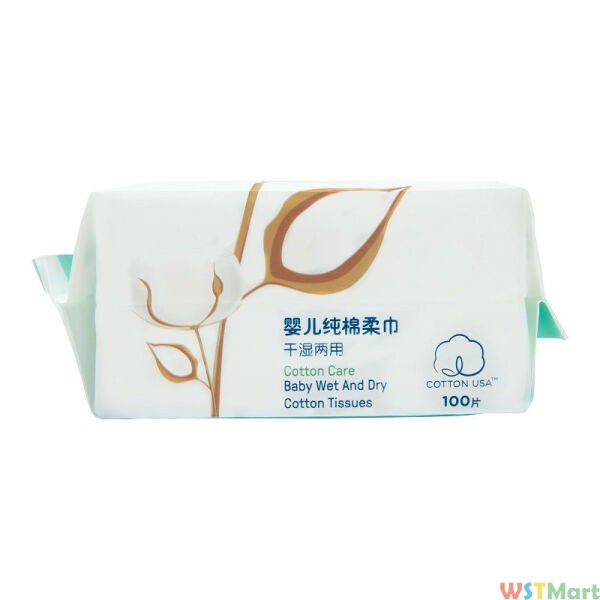 婴儿纯棉柔巾
干湿两用
Cotton Care
Baby Wet And Dry
Cotton Tissues
COTTON USA™
100片
WSTMart